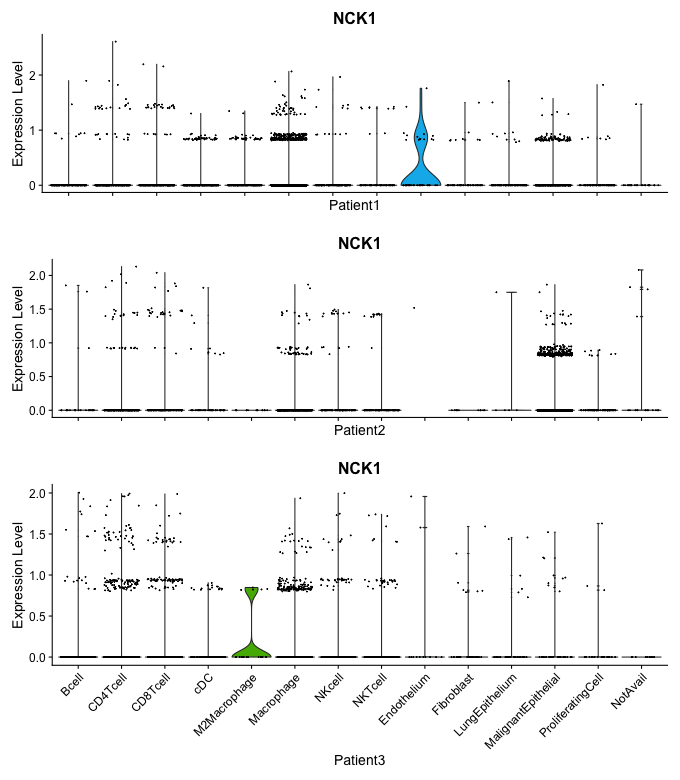 NCK1
Expression Level
2
1
0
Patient1
NCK1
Expression Level
2.0
1.5
1.0
0.5
0.0
Patient2
NCK1
Expression Level
2.0
1.5
1.0
0.5
0.0
Bcell
CD4Tcell
CD8Tcell
cDC
M2Macrophage
Macrophage
NKcell
NKTcell
Endothelium
Fibroblast
LungEpithelium
MalignantEpithelial
ProliferatingCell
NotAvail
Patient3